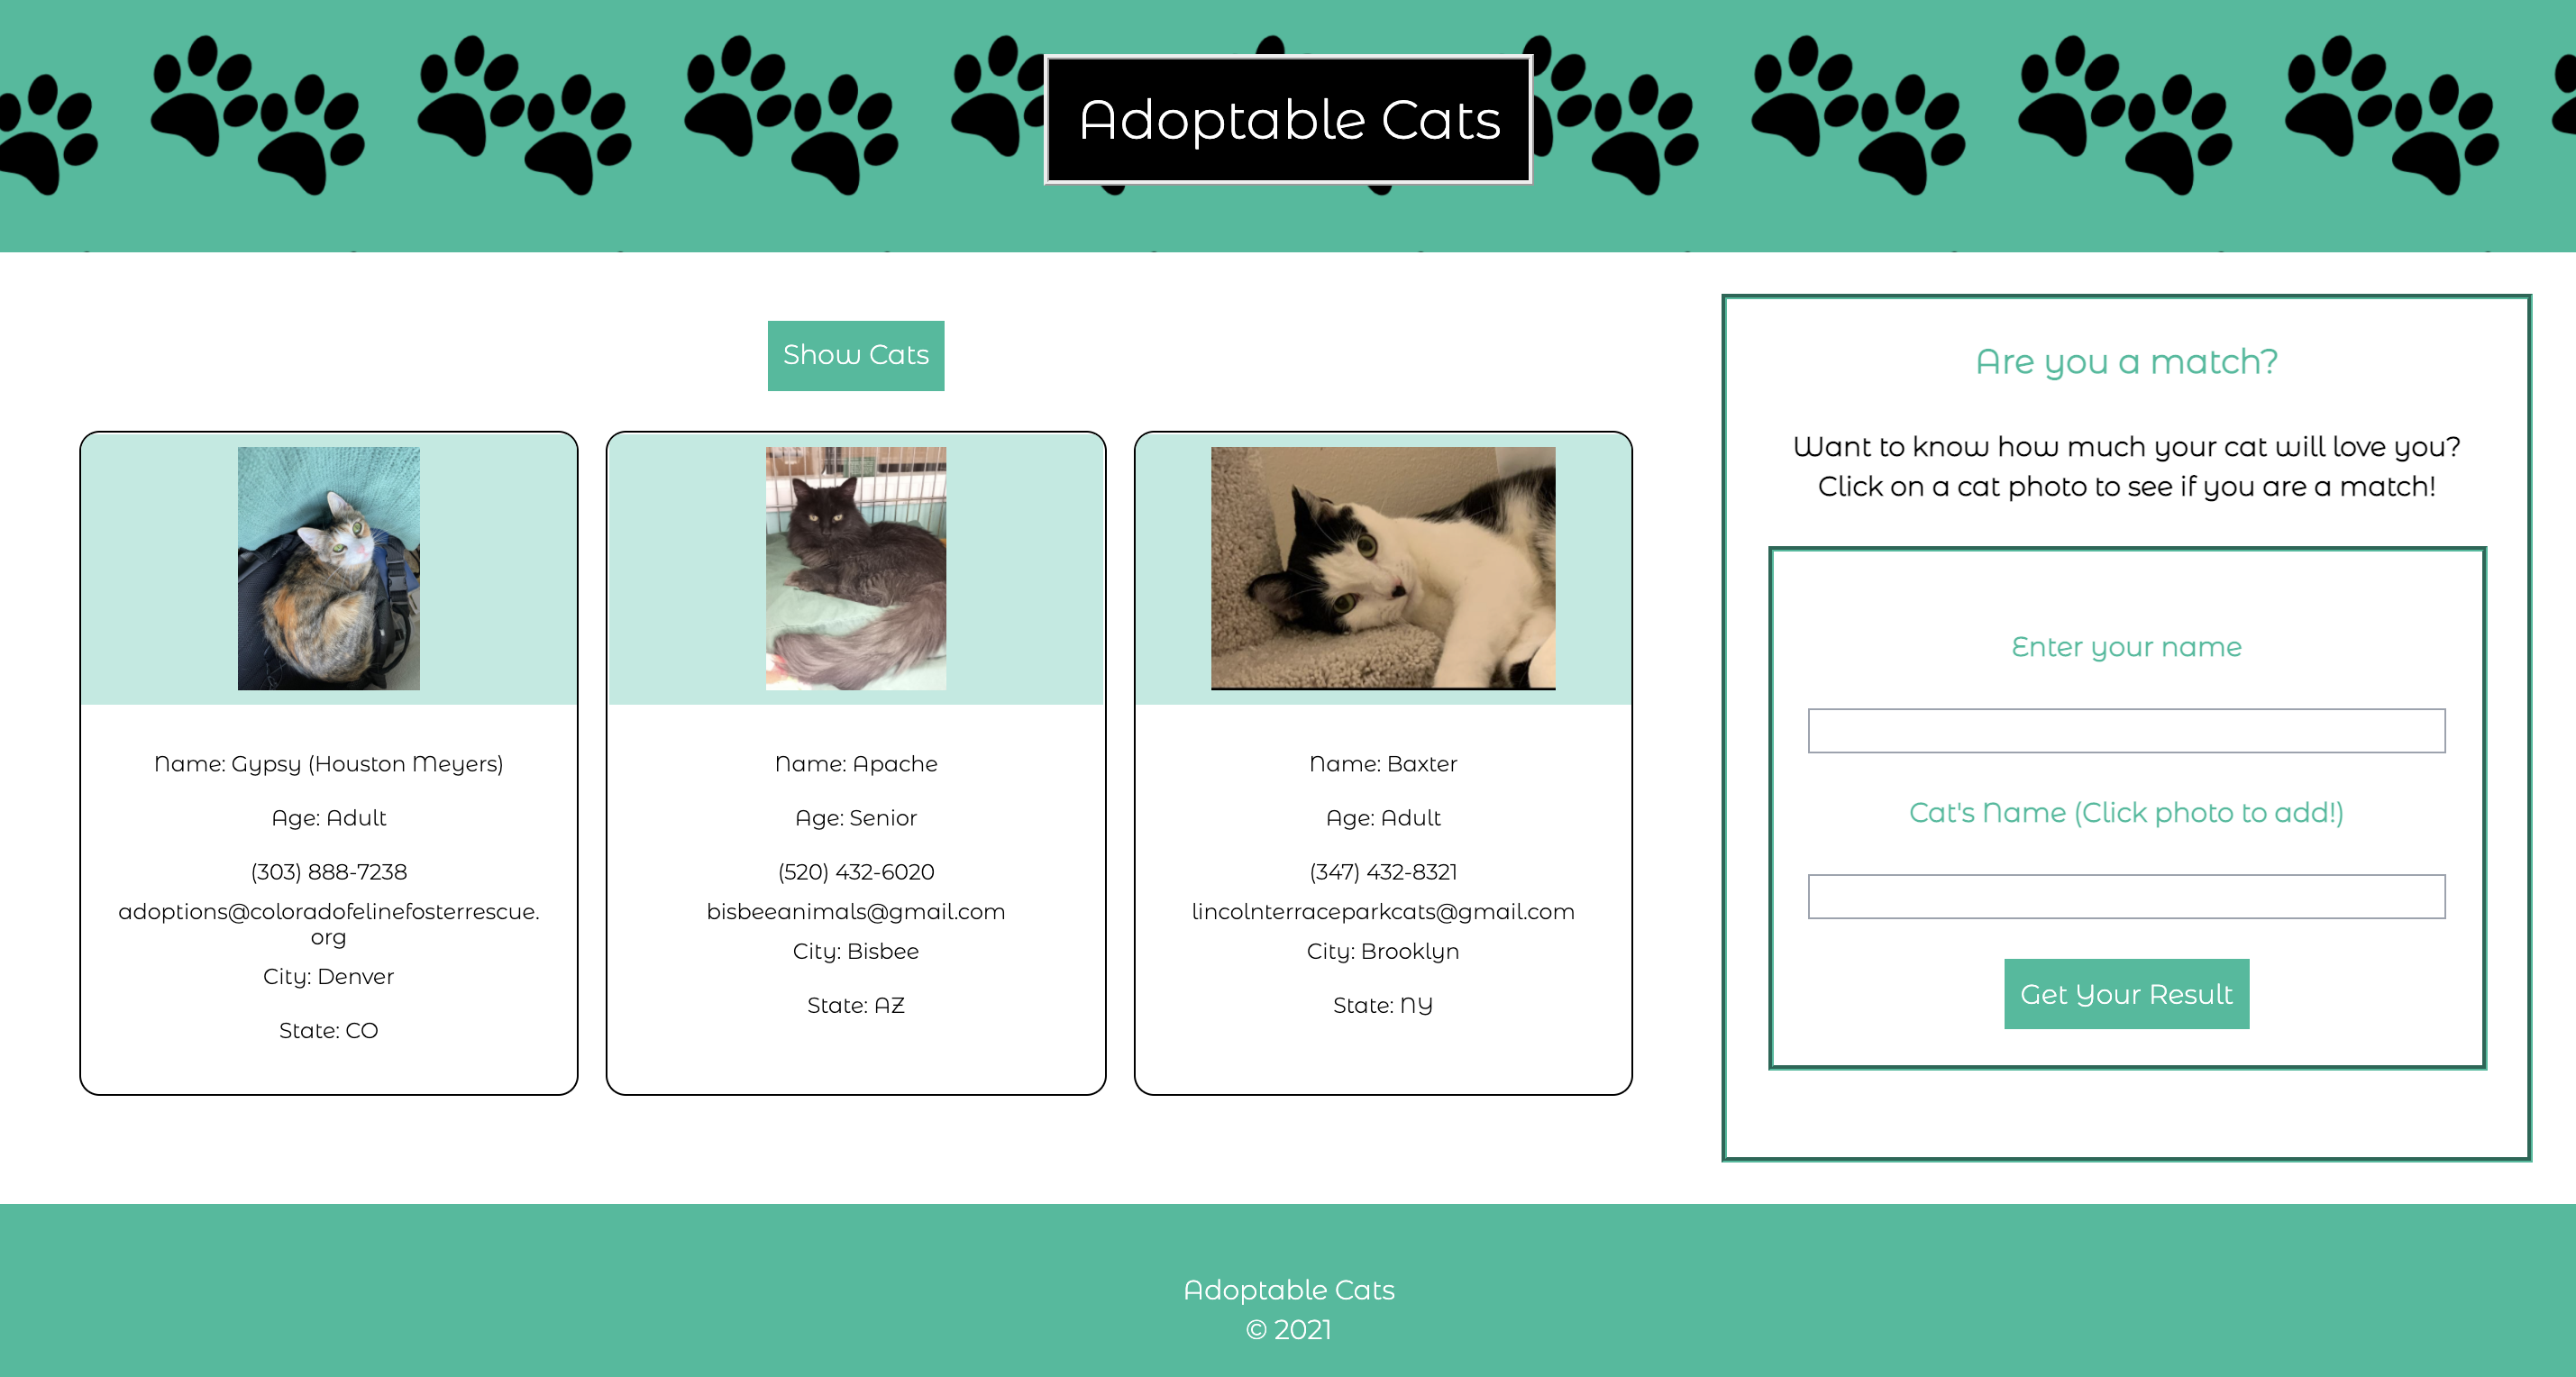 Adoptable Cats
Show Cats
Name: Gypsy (Houston Meyers)
Age: Adult
(303) 888-7238
adoptions@coloradofelinefosterrescue.
org
City: Denver
State: CO
Name: Apache
Age: Senior
(520) 432-6020
bisbeeanimals@gmail.com
City: Bisbee
State: AZ
Name: Baxter
Age: Adult
(347) 432-8321
lincolnterraceparkcats@gmail.com
City: Brooklyn
State: NY
Are you a match?
Want to know how much your cat will love you?
Click on a cat photo to see if you are a match!
Enter your name
Cat's Name (Click photo to add!)
Get Your Result
Adoptable Cats
© 2021